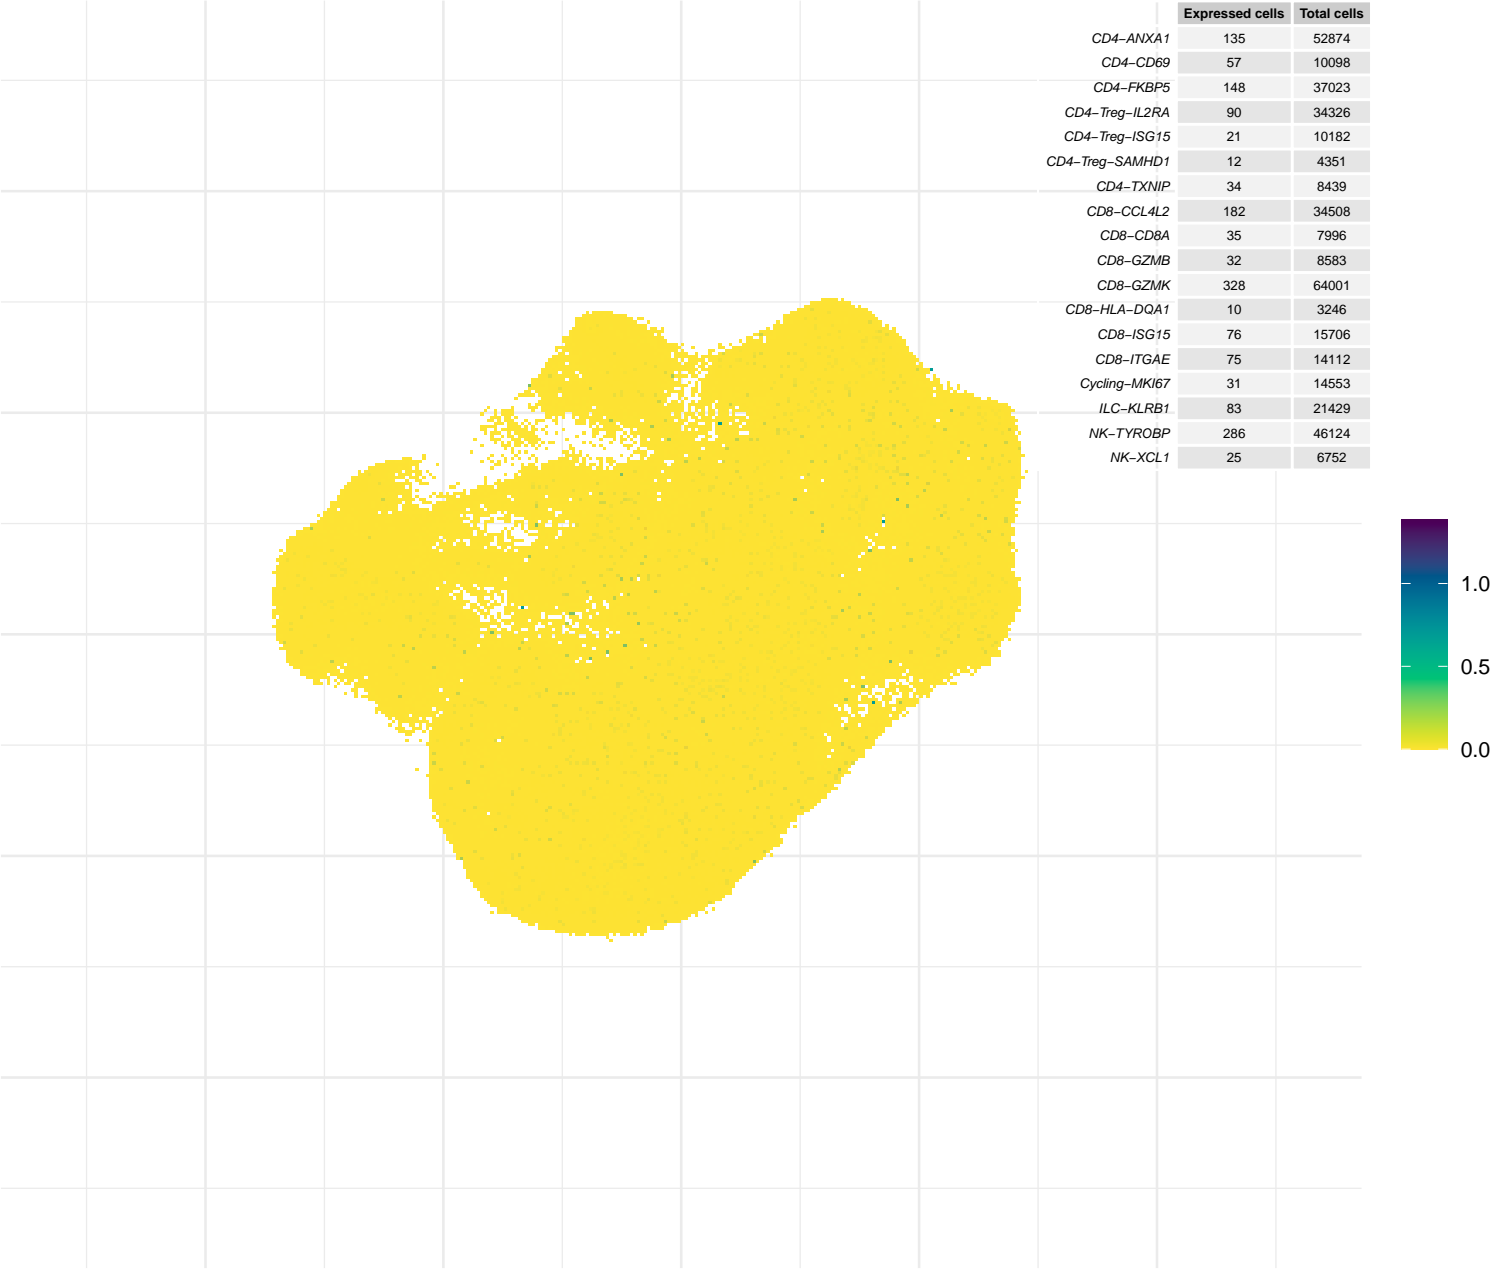 Expressed cells Total cells
CD4−ANXA1 135 52874
CD4−CD69 57 10098
CD4−FKBP5 148 37023
CD4−Treg−IL2RA 90 34326
CD4−Treg−ISG15 21 10182
CD4−Treg−SAMHD1 12 4351
CD4−TXNIP 34 8439
CD8−CCL4L2 182 34508
CD8−CD8A 35 7996
CD8−GZMB 32 8583
CD8−GZMK 328 64001
CD8−HLA−DQA1 10 3246
CD8−ISG15 76 15706
CD8−ITGAE 75 14112
Cycling−MKI67 31 14553
ILC−KLRB1 83 21429
NK−TYROBP 286 46124
NK−XCL1 25 6752
1.0
0.5
0.0